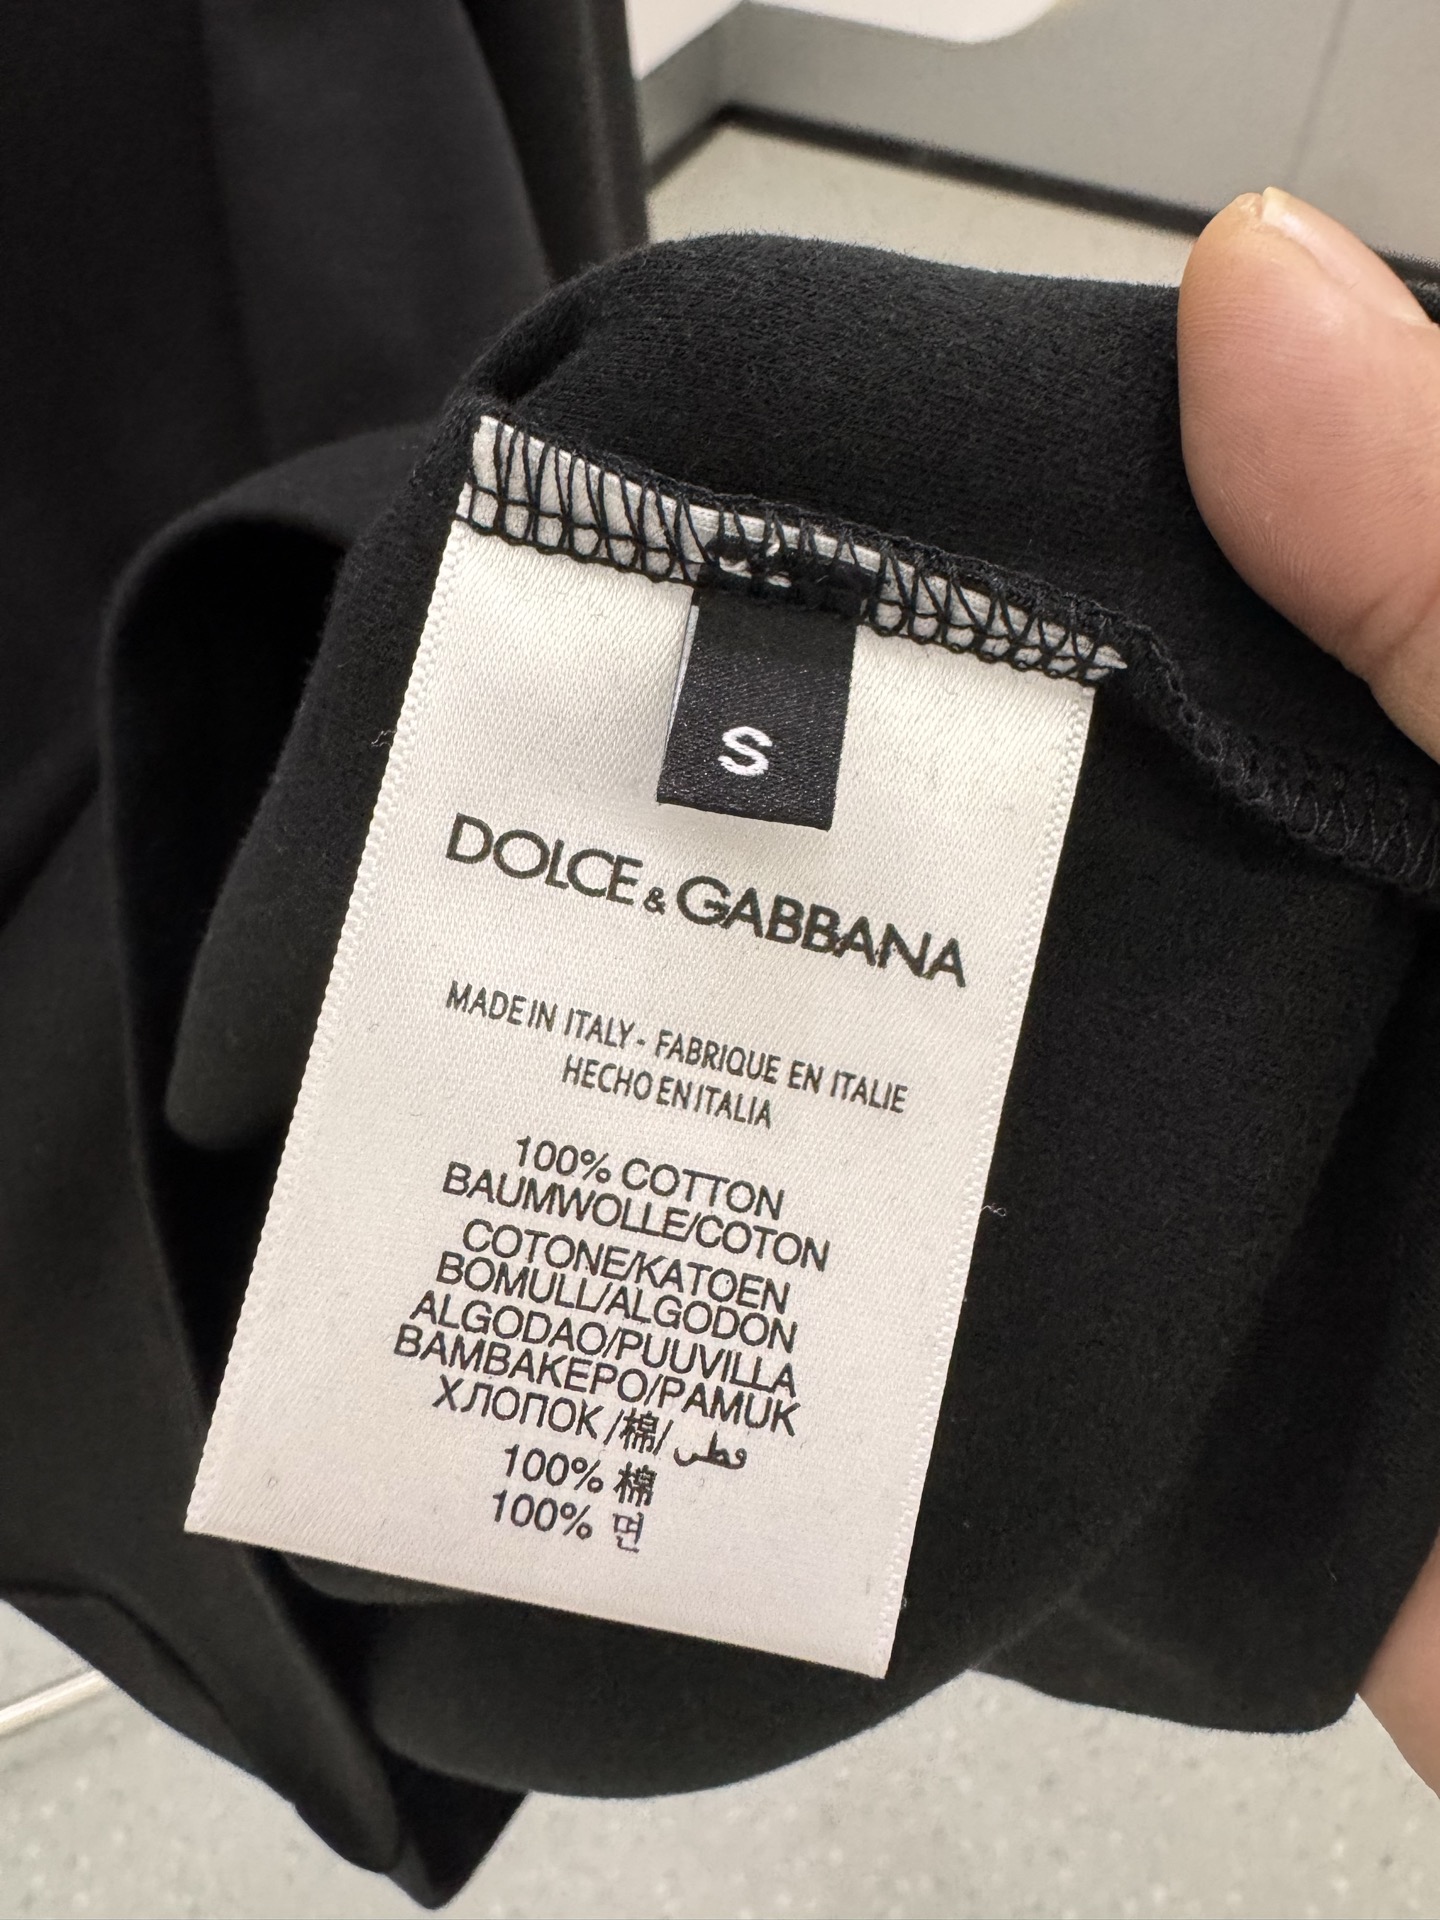 S
DOLCE & GABBANA
MADE IN ITALY - FABRIQUE EN ITALIE
HECHO EN ITALIA
100% COTTON
BAUMWOLLE/COTON
COTONE/KATOEN
BOMULL/ALGODON
ALGODAO/PUUVILLA
BAMBAKEPO/PAMUK
ХЛОПОК /棉/ قطن
100% 棉
100% 면